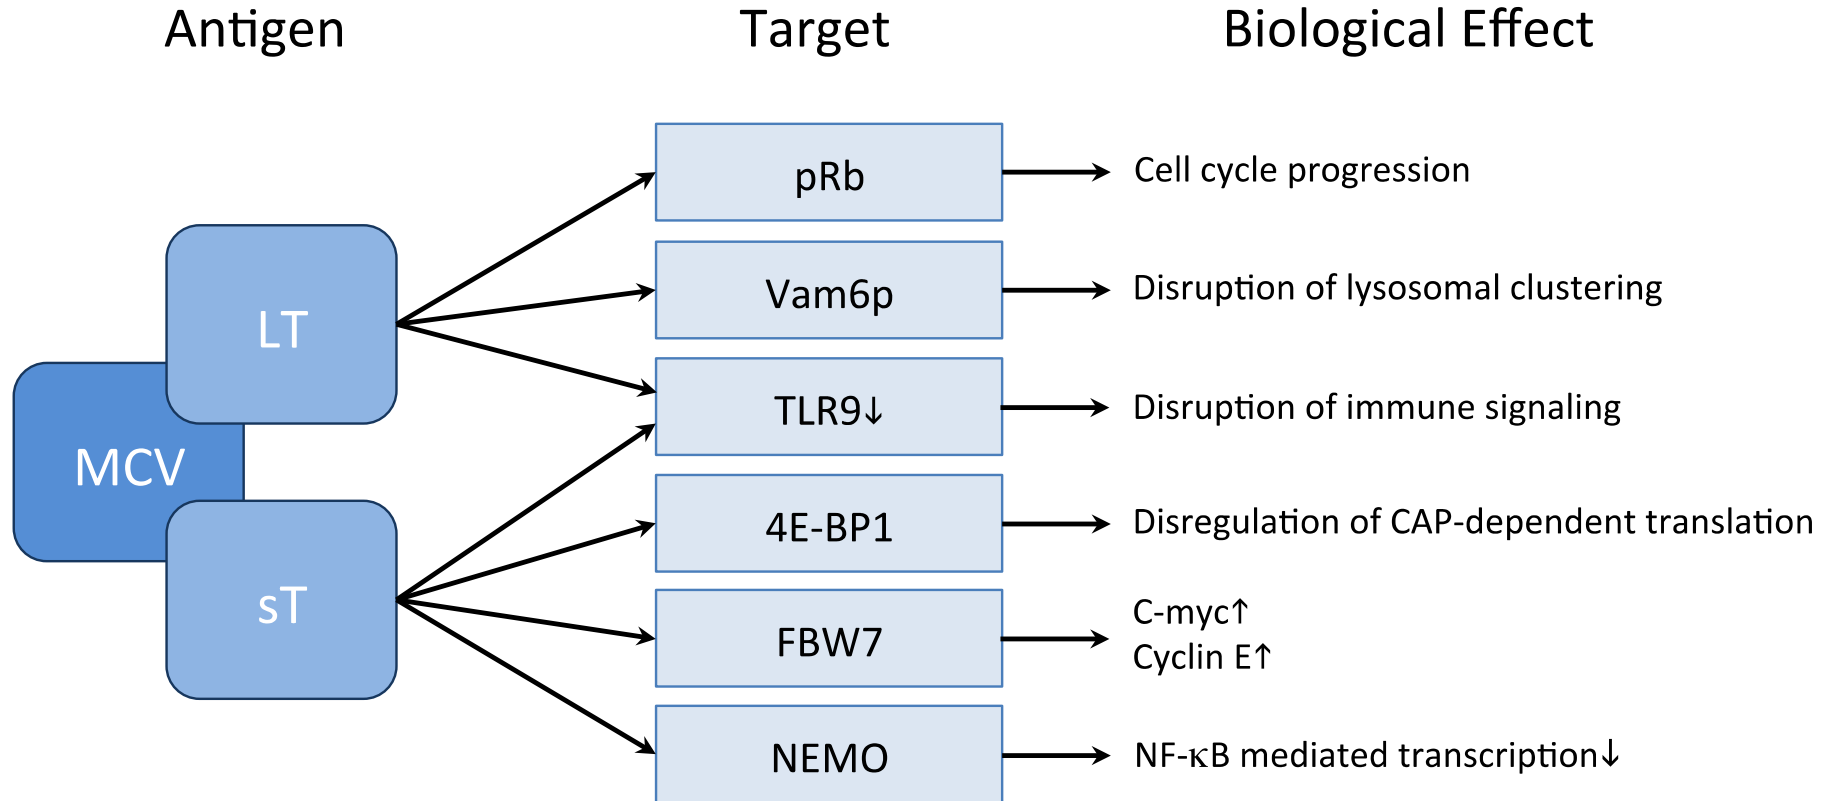 Antigen
Target
Biological Effect
pRb
Cell cycle progression
Vam6p
Disruption of lysosomal clustering
LT
TLR9↓
Disruption of immune signaling
MCV
4E-BP1
Disregulation of CAP-dependent translation
sT
FBW7
C-myc↑
Cyclin E↑
NEMO
NF-κB mediated transcription↓